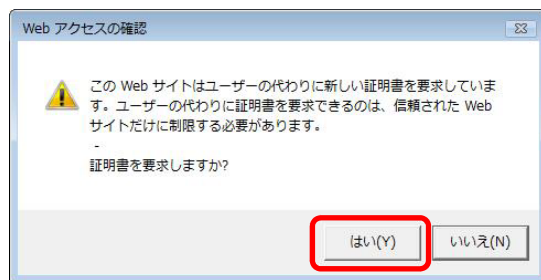 Web アクセスの確認
この Web サイトはユーザーの代わりに新しい証明書を要求していま
す。ユーザーの代わりに証明書を要求できるのは、信頼された Web
サイトだけに制限する必要があります。
-
証明書を要求しますか?
はい(Y)
いいえ(N)